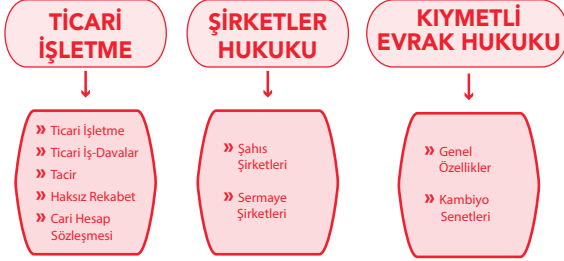 TİCARİ
İŞLETME
» Ticari İşletme
» Ticari İş-Davalar
» Tacir
» Haksız Rekabet
» Cari Hesap
Sözleşmesi
ŞİRKETLER
HUKUKU
» Şahıs
Şirketleri
» Sermaye
Şirketleri
KIYMETLİ
EVRAK HUKUKU
» Genel
Özellikler
» Kambiyo
Senetleri